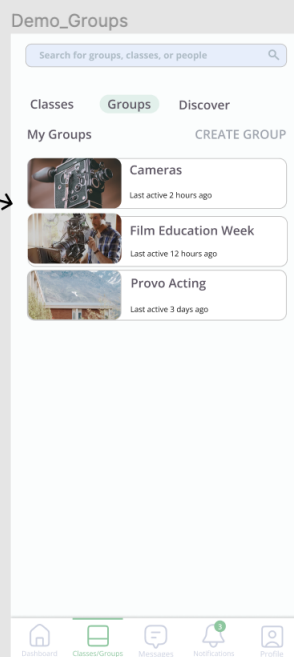 Demo_Groups
Search for groups, classes, or people
Classes Groups Discover
My Groups CREATE GROUP
Cameras
Last active 2 hours ago
Film Education Week
Last active 12 hours ago
Provo Acting
Last active 3 days ago
3
Dashboard Classes/Groups Messages Notifications Profile